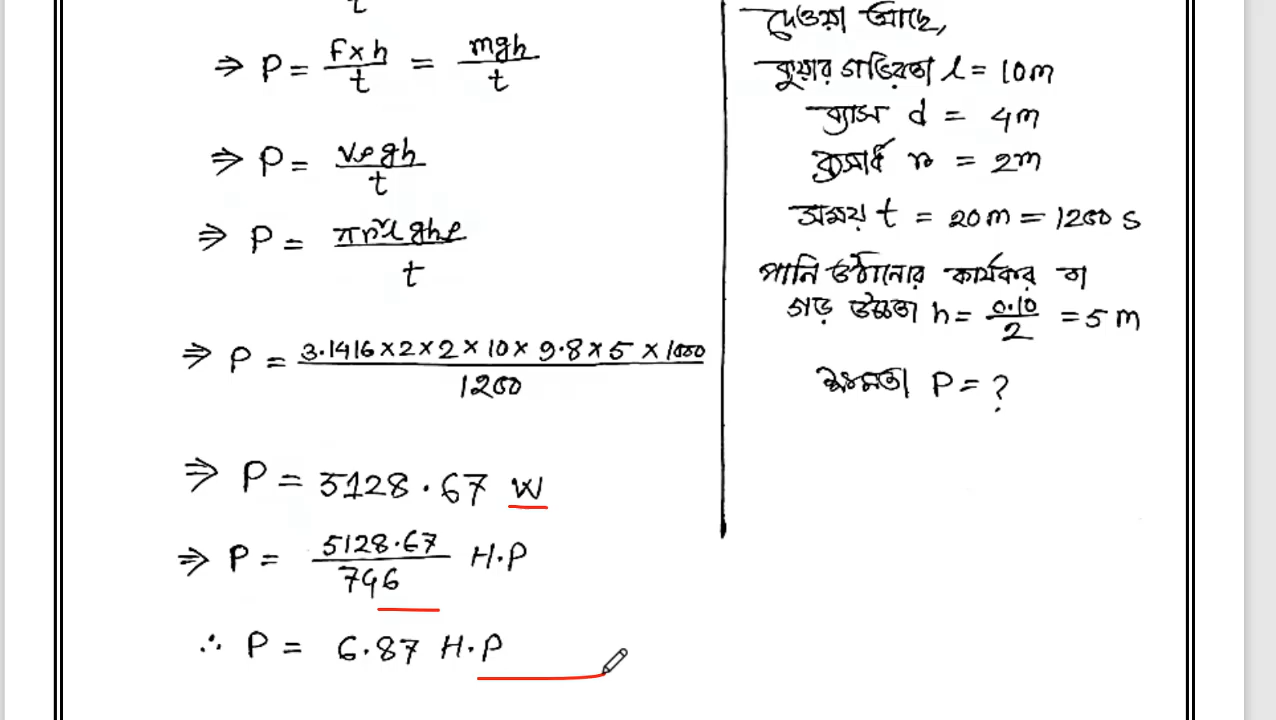 t
⇒ P = F×h/t = mgh/t
⇒ P = Vρgh/t
⇒ P = πr²lghρ/t
⇒ P = 3.1416×2×2×10×9.8×5×1000/1200
⇒ P = 5128.67 W
⇒ P = 5128.67/746 H.P
∴ P = 6.87 H.P
দেওয়া আছে,
কুয়ার গভিরতা l = 10m
ব্যাস d = 4m
ব্যাসার্ধ r = 2m
সময় t = 20m = 1200 s
পানি উঠানোর কার্যকর
গড় উচ্চতা h = 0.10/2 = 5 m
ক্ষমতা P = ?